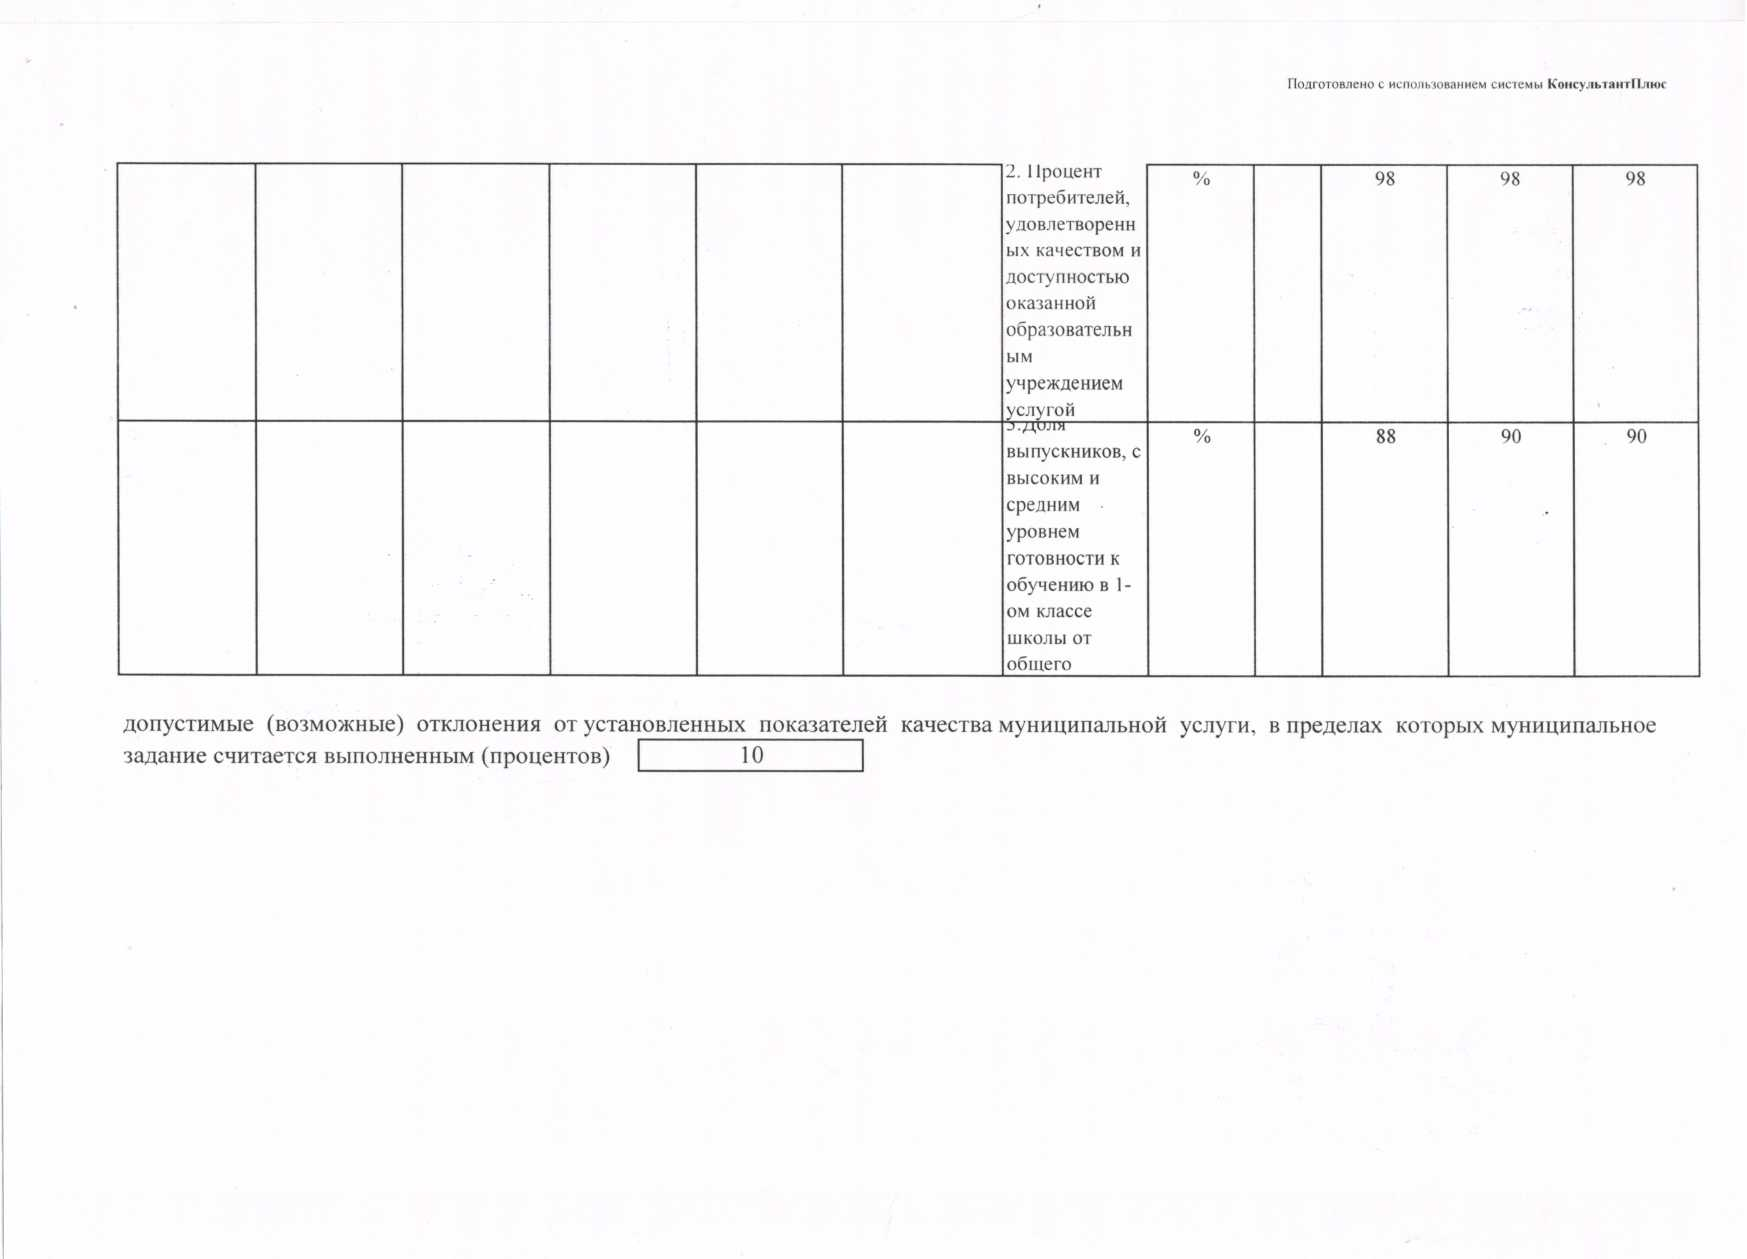 Подготовлено с использованием системы КонсультантПлюс
2. Процент
потребителей,
удовлетворенн
ых качеством и
доступностью
оказанной
образовательн
ым
учреждением
услугой
% 98 98 98
3.Доля
выпускников, с
высоким и
средним
уровнем
готовности к
обучению в 1-
ом классе
школы от
общего
% 88 90 90
допустимые (возможные) отклонения от установленных показателей качества муниципальной услуги, в пределах которых муниципальное
задание считается выполненным (процентов) 10